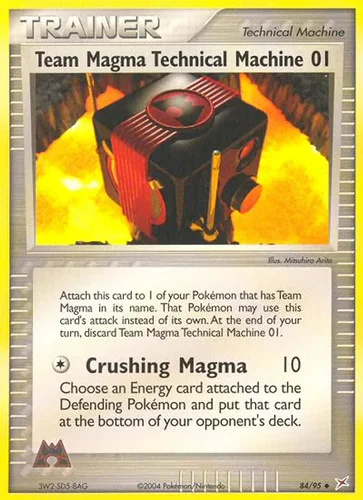 TRAINER
Technical Machine
Team Magma Technical Machine 01
Illus. Mitsuhiro Arita
Attach this card to 1 of your Pokémon that has Team
Magma in its name. That Pokémon may use this
card's attack instead of its own. At the end of your
turn, discard Team Magma Technical Machine 01.
Crushing Magma 10
Choose an Energy card attached to the
Defending Pokémon and put that card
at the bottom of your opponent's deck.
3W2-SD5-8AG
©2004 Pokémon/Nintendo
84/95